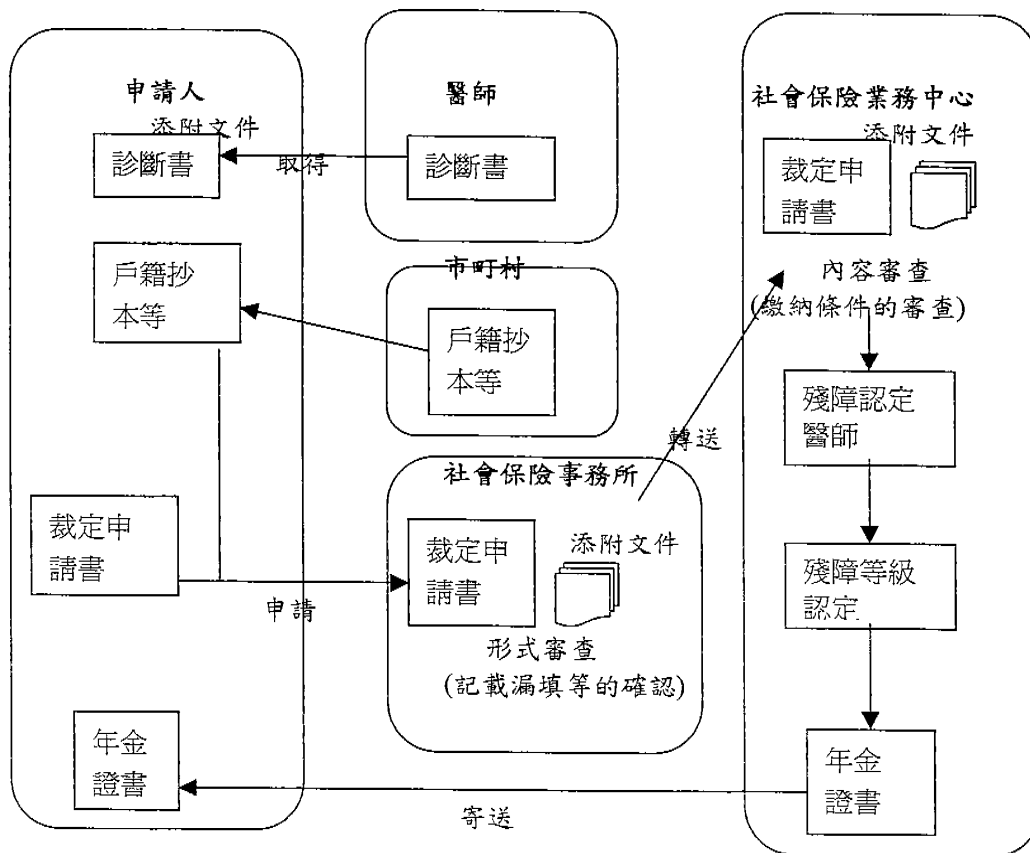 申請人
添附文件
診斷書
戶籍抄
本等
裁定申
請書
年金
證書
取得
醫師
診斷書
市町村
戶籍抄
本等
社會保險事務所
裁定申
請書
添附文件
形式審查
(記載漏填等的確認)
申請
轉送
寄送
社會保險業務中心
添附文件
裁定申
請書
內容審查
(繳納條件的審查)
殘障認定
醫師
殘障等級
認定
年金
證書